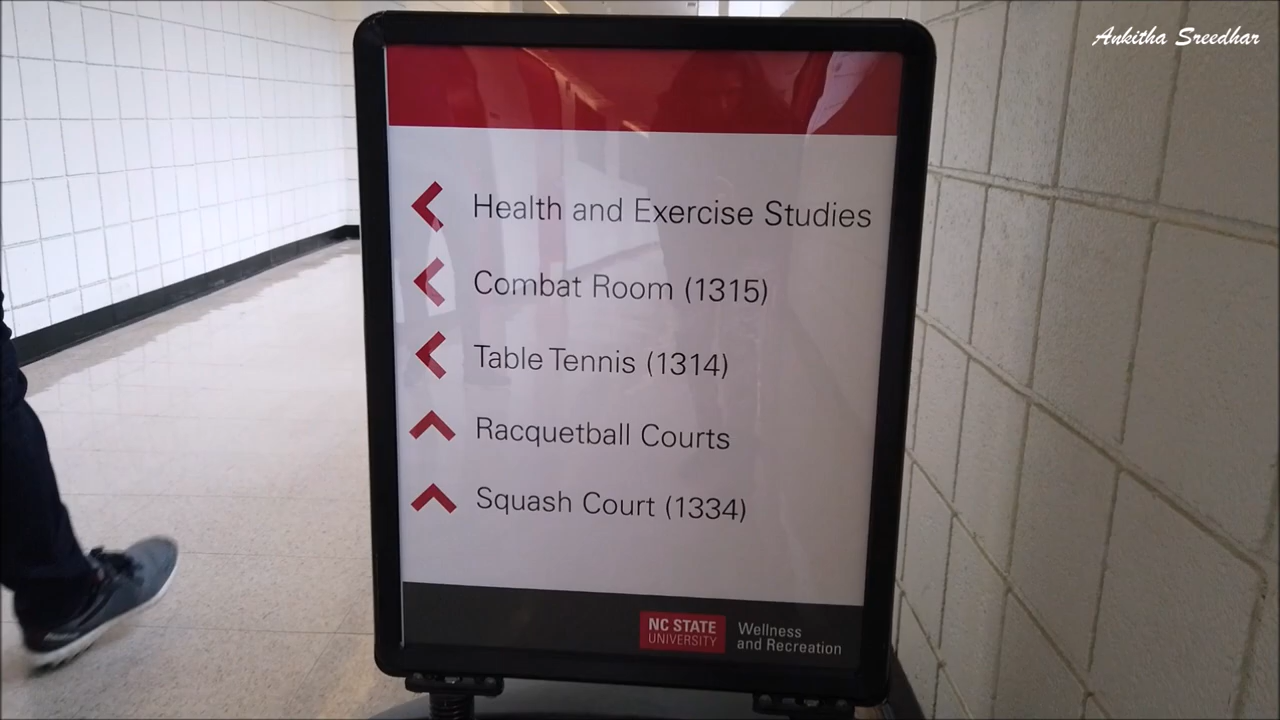 Ankitha Sreedhar
Health and Exercise Studies
Combat Room (1315)
Table Tennis (1314)
Racquetball Courts
Squash Court (1334)
NC STATE
UNIVERSITY
Wellness
and Recreation